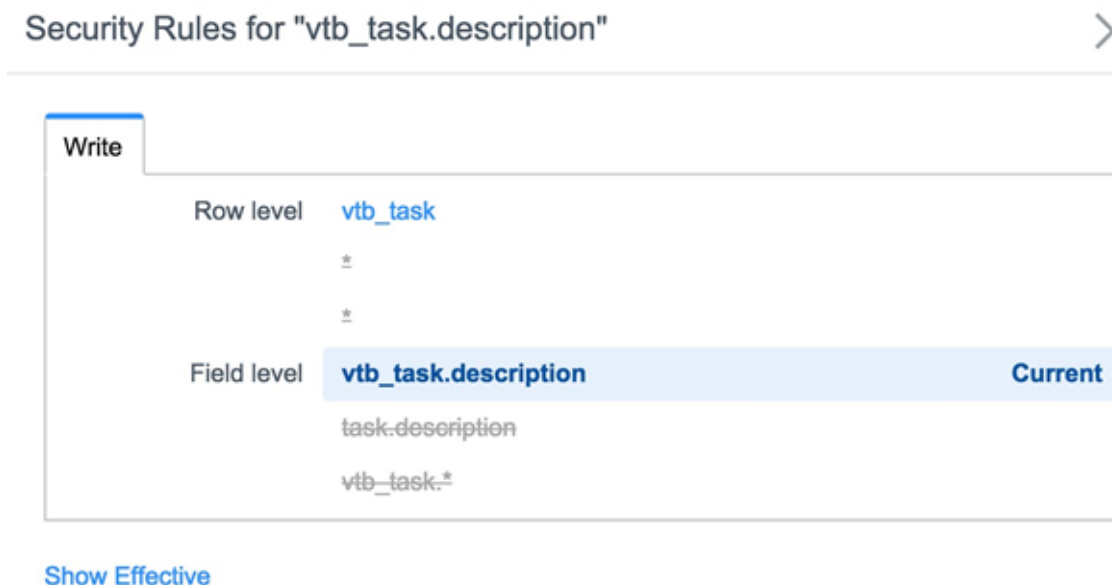 Security Rules for "vtb_task.description"
Write
Row level vtb_task
*
*
Field level vtb_task.description Current
task.description
vtb_task.*
Show Effective